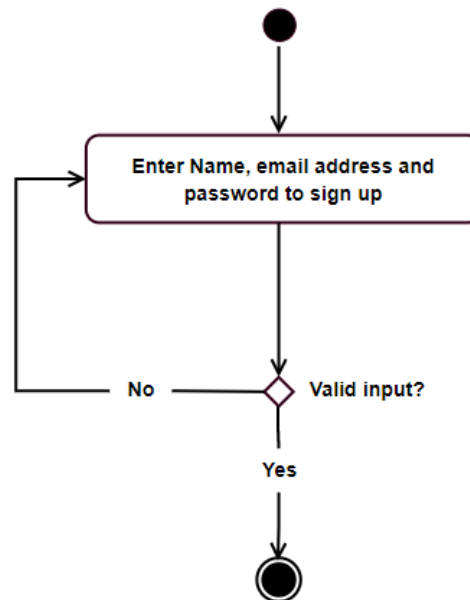 Enter Name, email address and
password to sign up
No
Valid input?
Yes